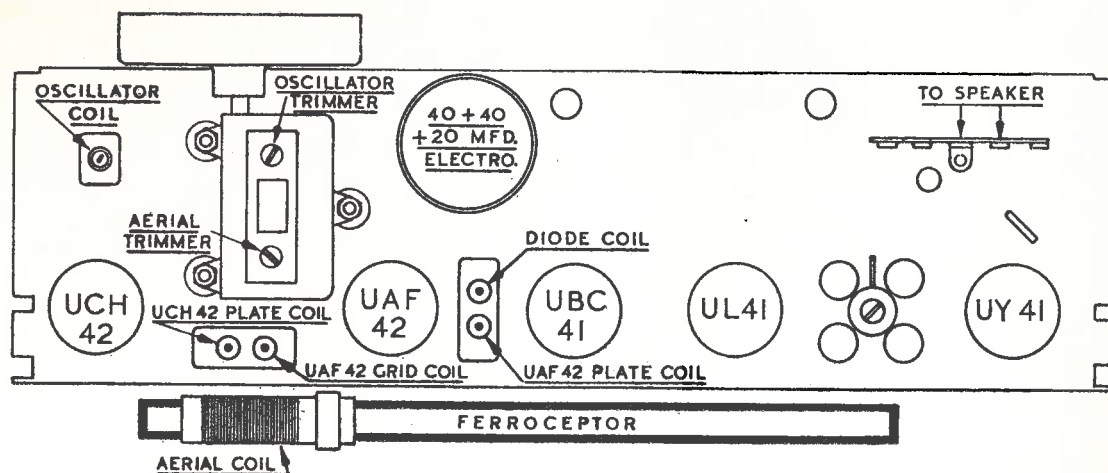 OSCILLATOR
COIL
OSCILLATOR
TRIMMER
40 + 40
+20 MFD.
ELECTRO.
TO SPEAKER
AERIAL
TRIMMER
DIODE COIL
UCH
42
UCH 42 PLATE COIL
UAF
42
UBC
41
UL41
UY 41
UAF 42 GRID COIL
UAF 42 PLATE COIL
FERROCEPTOR
AERIAL COIL